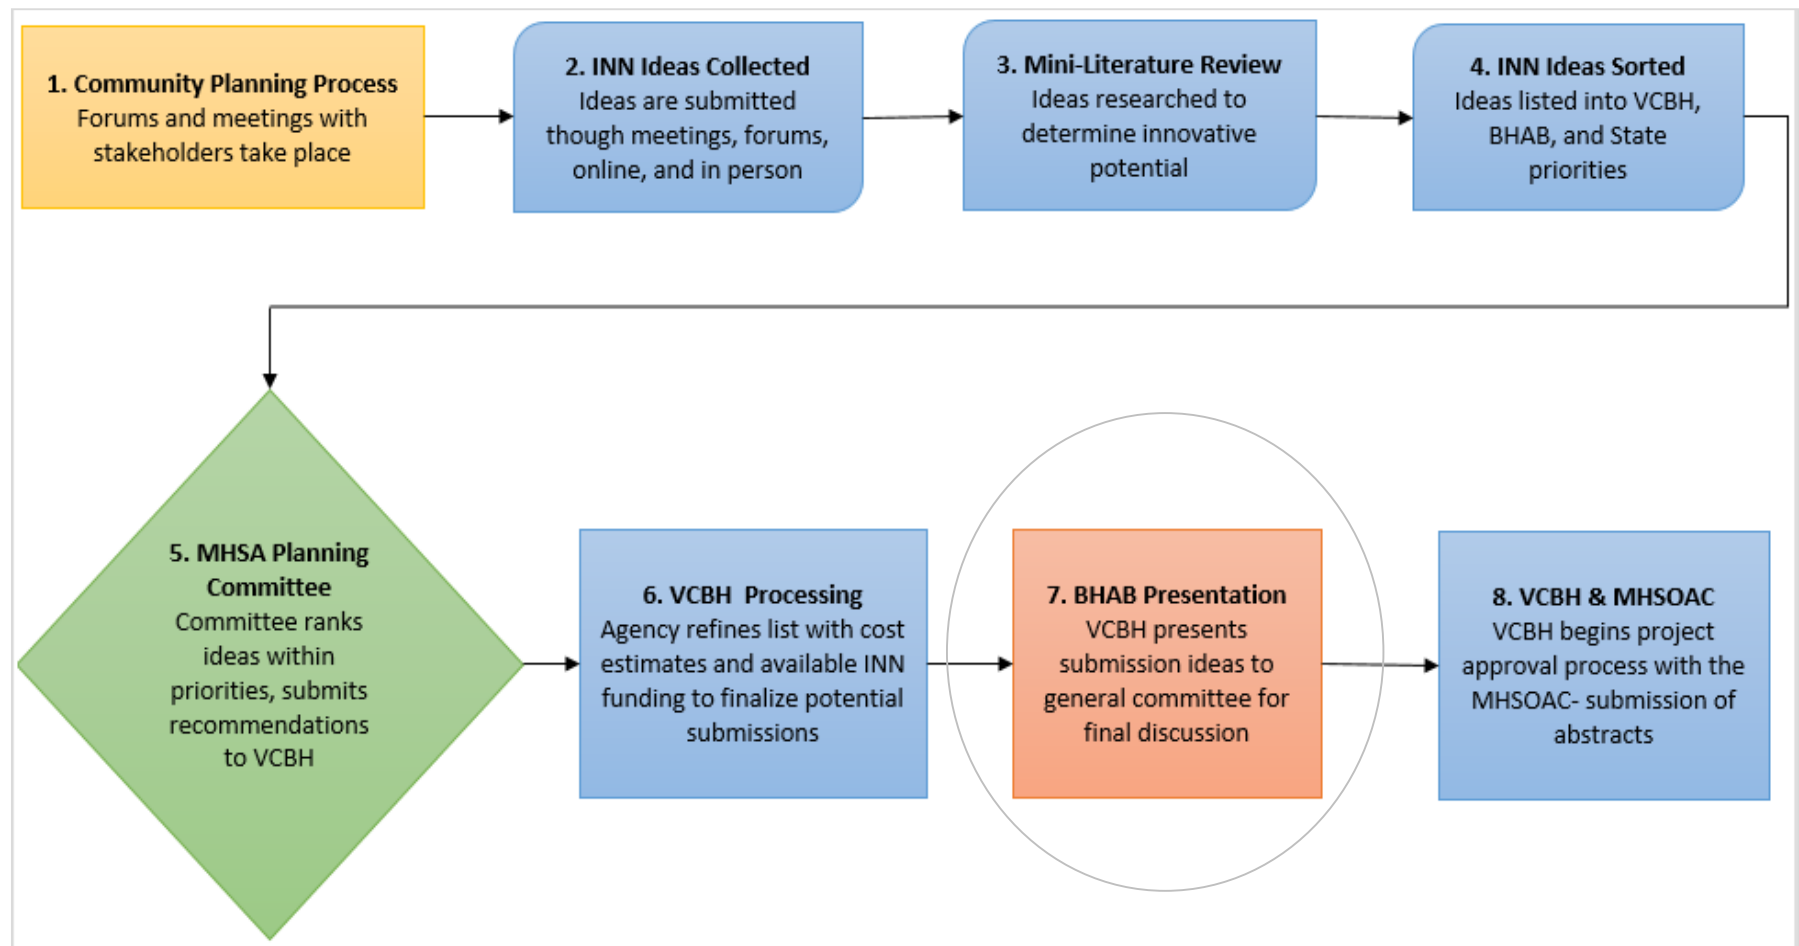 1. Community Planning Process
Forums and meetings with
stakeholders take place
2. INN Ideas Collected
Ideas are submitted
though meetings, forums,
online, and in person
3. Mini-Literature Review
Ideas researched to
determine innovative
potential
4. INN Ideas Sorted
Ideas listed into VCBH,
BHAB, and State
priorities
5. MHSA Planning
Committee
Committee ranks
ideas within
priorities, submits
recommendations
to VCBH
6. VCBH Processing
Agency refines list with cost
estimates and available INN
funding to finalize potential
submissions
7. BHAB Presentation
VCBH presents
submission ideas to
general committee for
final discussion
8. VCBH & MHSOAC
VCBH begins project
approval process with the
MHSOAC- submission of
abstracts